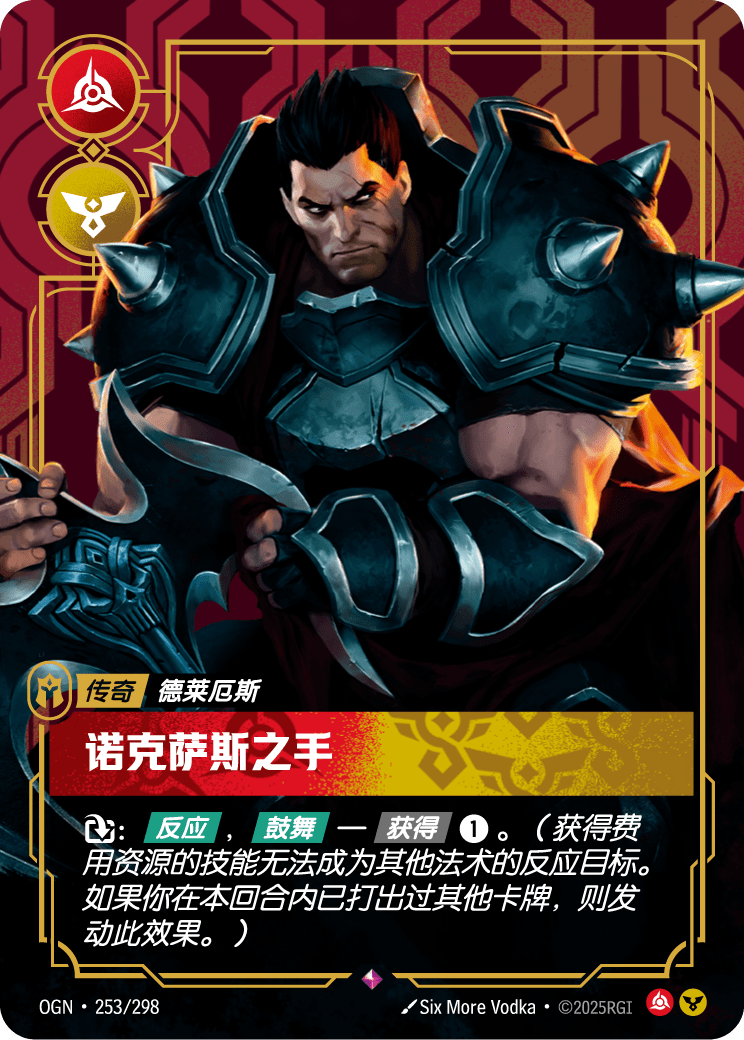 传奇 德莱厄斯
诺克萨斯之手
: 反应 , 鼓舞 — 获得 1 。（获得费
用资源的技能无法成为其他法术的反应目标。
如果你在本回合内已打出过其他卡牌，则发
动此效果。）
OGN • 253/298 Six More Vodka • ©2025RGI